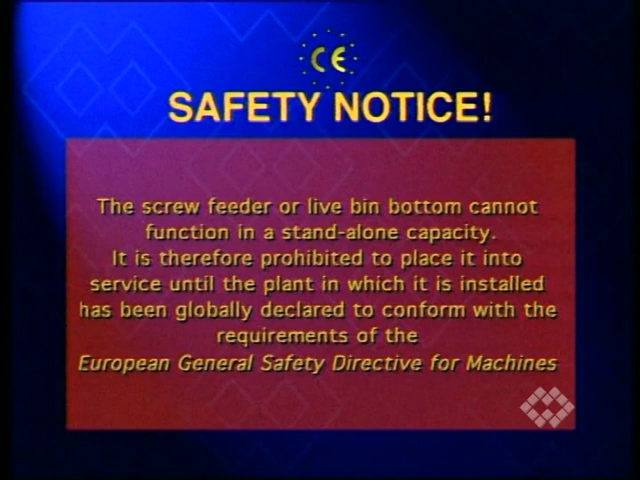 CE
SAFETY NOTICE!
The screw feeder or live bin bottom cannot
function in a stand-alone capacity.
It is therefore prohibited to place it into
service until the plant in which it is installed
has been globally declared to conform with the
requirements of the
European General Safety Directive for Machines